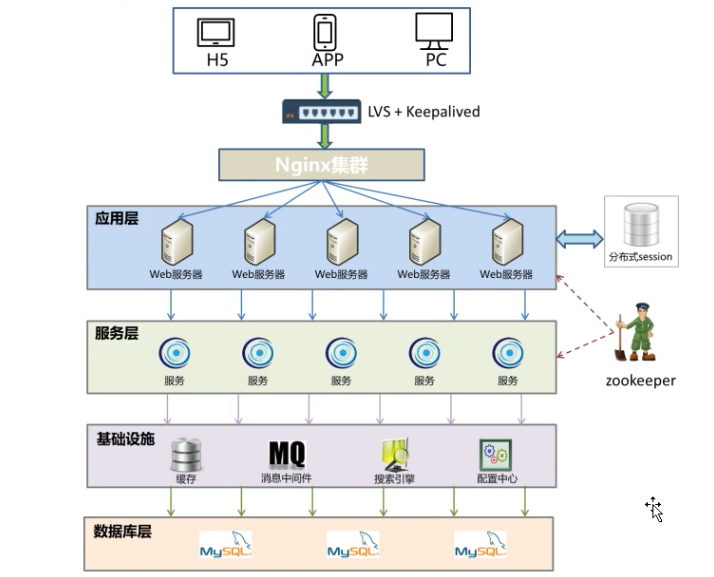 H5 APP PC
LVS + Keepalived
Nginx集群
应用层
Web服务器 Web服务器 Web服务器 Web服务器 Web服务器
分布式session
服务层
服务 服务 服务 服务 服务
zookeeper
基础设施
MQ
缓存 消息中间件 搜索引擎 配置中心
数据库层
MySQL MySQL MySQL